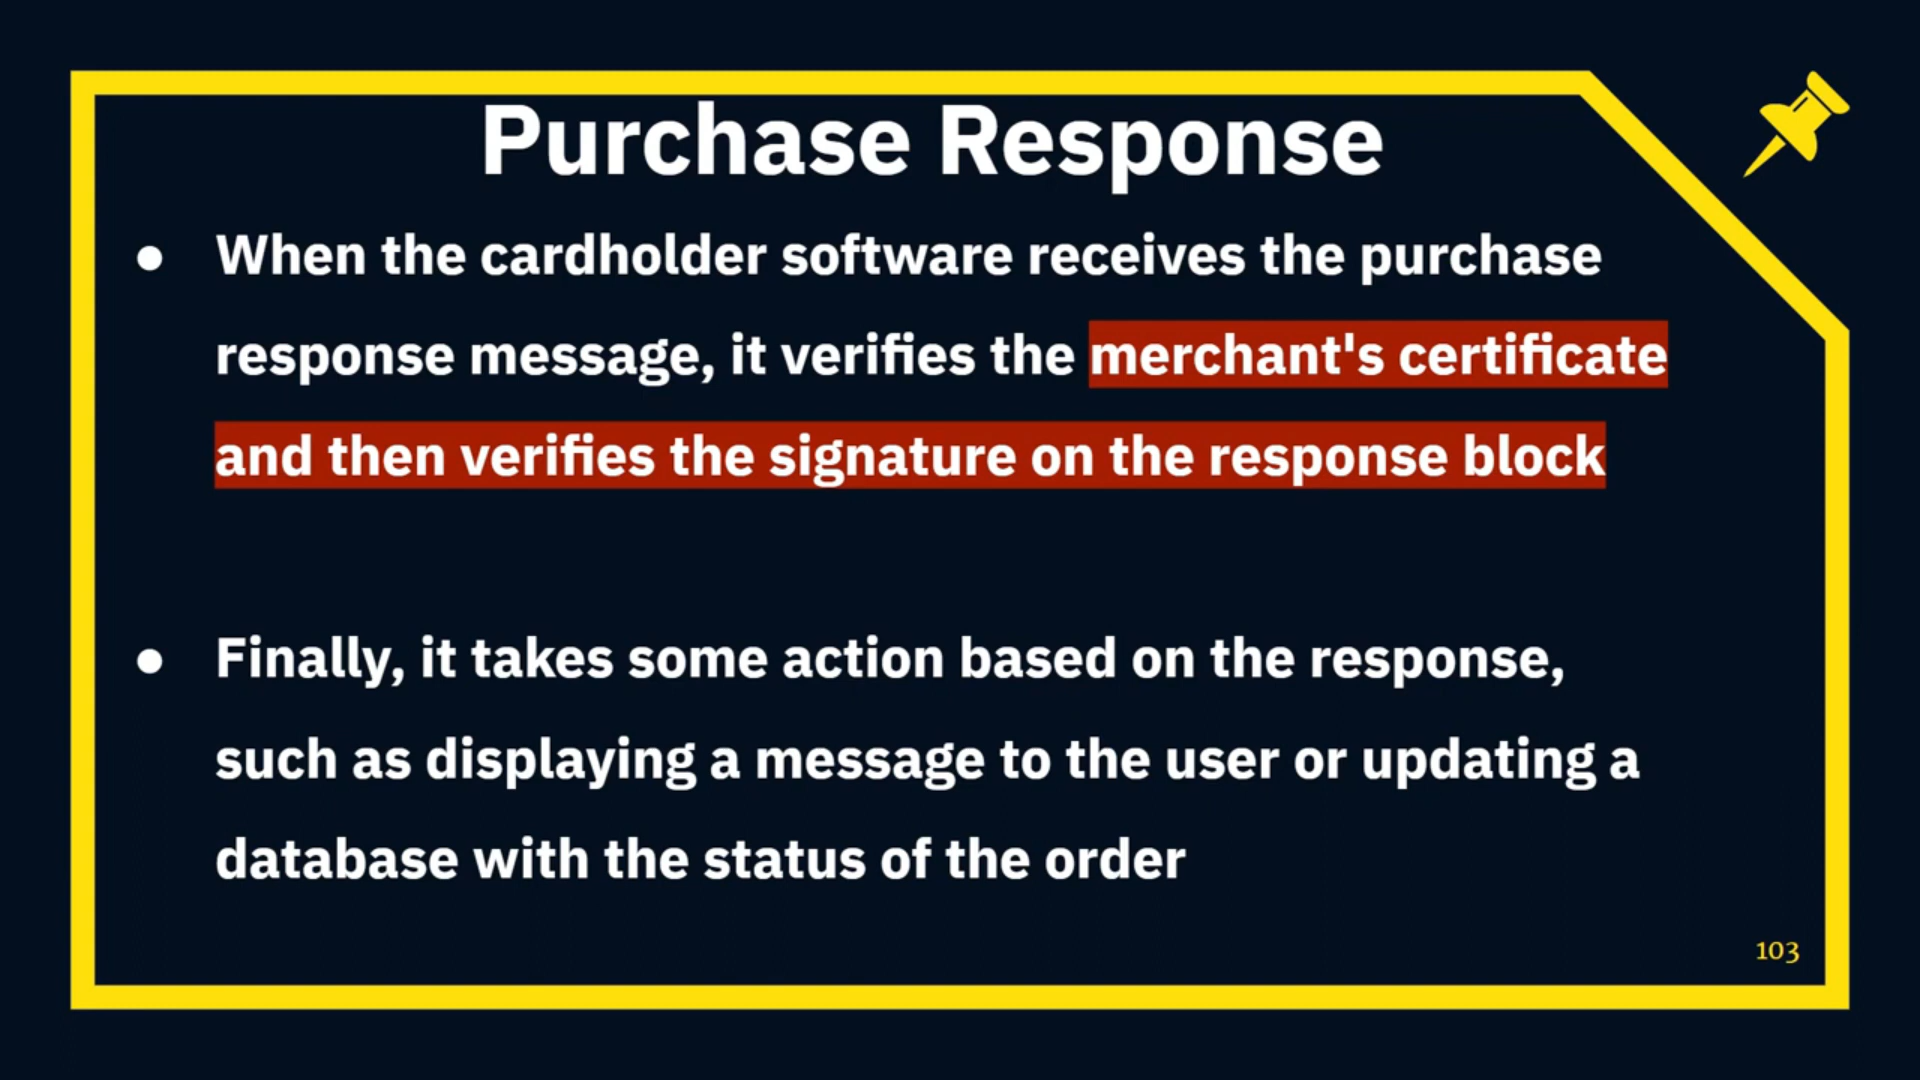 Purchase Response
● When the cardholder software receives the purchase
response message, it verifies the merchant's certificate
and then verifies the signature on the response block
● Finally, it takes some action based on the response,
such as displaying a message to the user or updating a
database with the status of the order
103